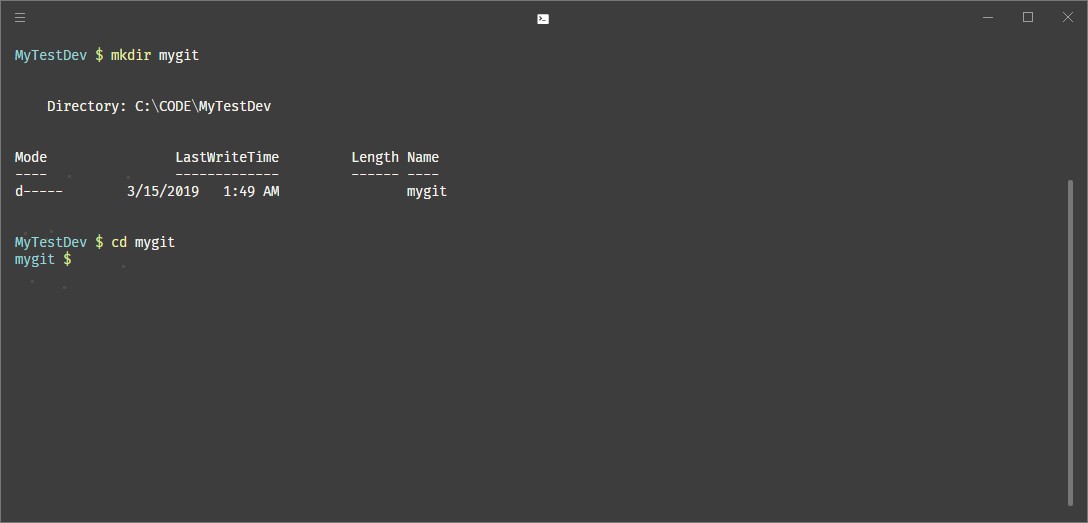 MyTestDev $ mkdir mygit
Directory: C:\CODE\MyTestDev
Mode                LastWriteTime         Length Name
----                -------------         ------ ----
d-----        3/15/2019   1:49 AM                mygit
MyTestDev $ cd mygit
mygit $